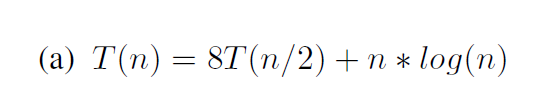 (a) T(n) = 8T(n/2) + n * log(n)